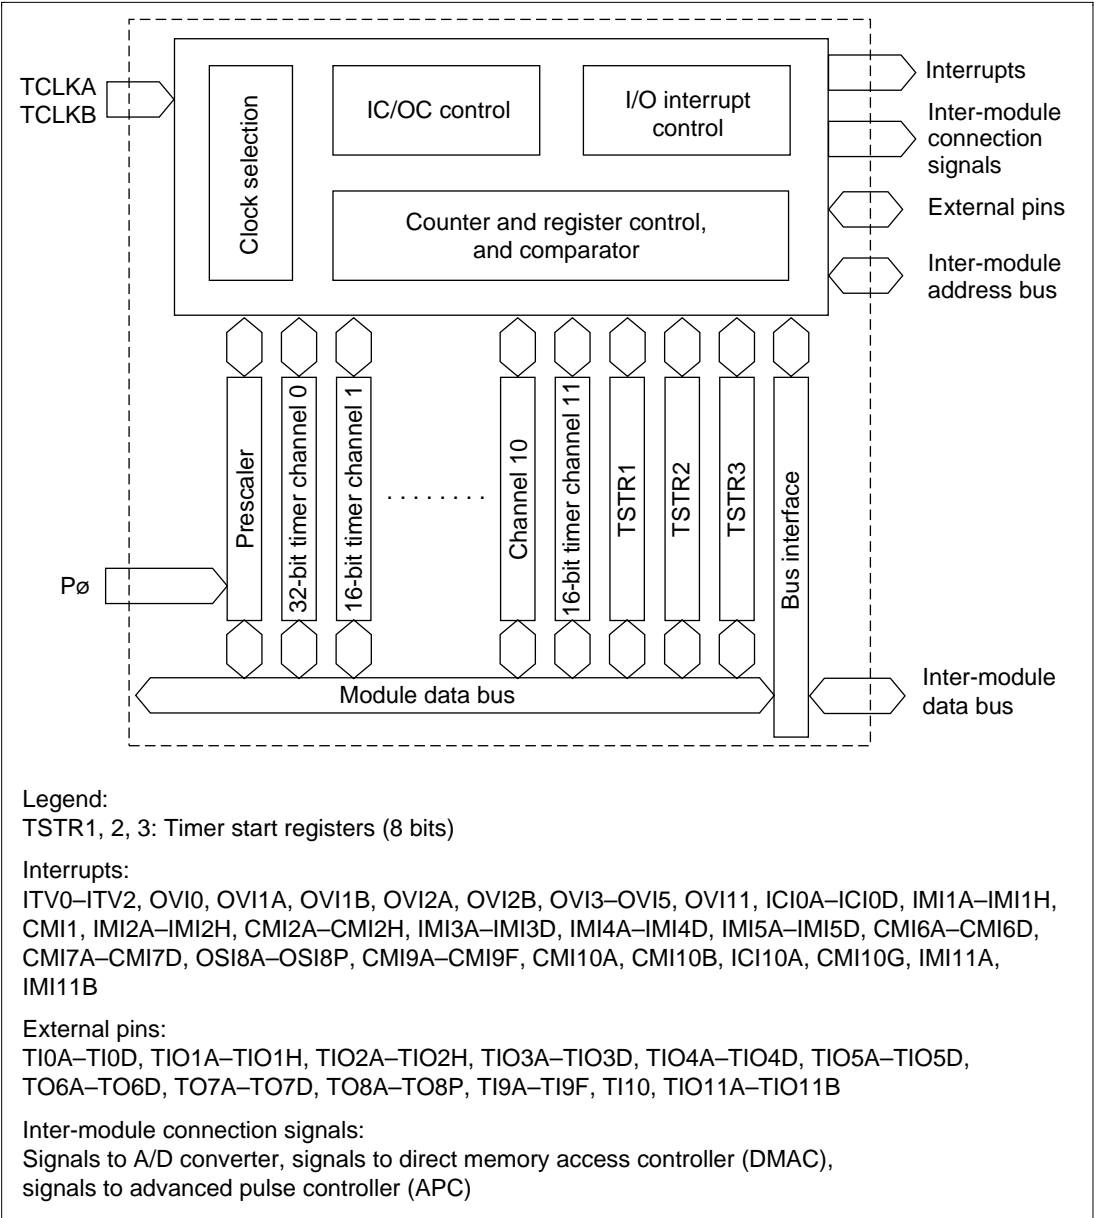 TCLKA
TCLKB
Clock selection
IC/OC control
I/O interrupt
control
Counter and register control,
and comparator
Interrupts
Inter-module
connection
signals
External pins
Inter-module
address bus
Prescaler
32-bit timer channel 0
16-bit timer channel 1
. . . . . . . .
Channel 10
16-bit timer channel 11
TSTR1
TSTR2
TSTR3
Bus interface
Pø
Module data bus
Inter-module
data bus
Legend:
TSTR1, 2, 3: Timer start registers (8 bits)
Interrupts:
ITV0–ITV2, OVI0, OVI1A, OVI1B, OVI2A, OVI2B, OVI3–OVI5, OVI11, ICI0A–ICI0D, IMI1A–IMI1H,
CMI1, IMI2A–IMI2H, CMI2A–CMI2H, IMI3A–IMI3D, IMI4A–IMI4D, IMI5A–IMI5D, CMI6A–CMI6D,
CMI7A–CMI7D, OSI8A–OSI8P, CMI9A–CMI9F, CMI10A, CMI10B, ICI10A, CMI10G, IMI11A,
IMI11B
External pins:
TI0A–TI0D, TIO1A–TIO1H, TIO2A–TIO2H, TIO3A–TIO3D, TIO4A–TIO4D, TIO5A–TIO5D,
TO6A–TO6D, TO7A–TO7D, TO8A–TO8P, TI9A–TI9F, TI10, TIO11A–TIO11B
Inter-module connection signals:
Signals to A/D converter, signals to direct memory access controller (DMAC),
signals to advanced pulse controller (APC)